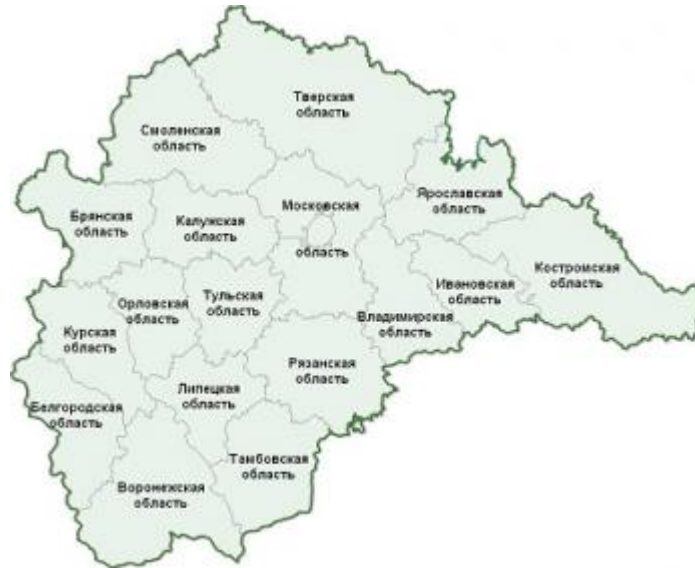 Тверская
область
Смоленская
область
Ярославская
область
Московская
область
Брянская
область
Калужская
область
Костромская
область
Ивановская
область
Владимирская
область
Орловская
область
Тульская
область
Курская
область
Рязанская
область
Липецкая
область
Белгородская
область
Тамбовская
область
Воронежская
область